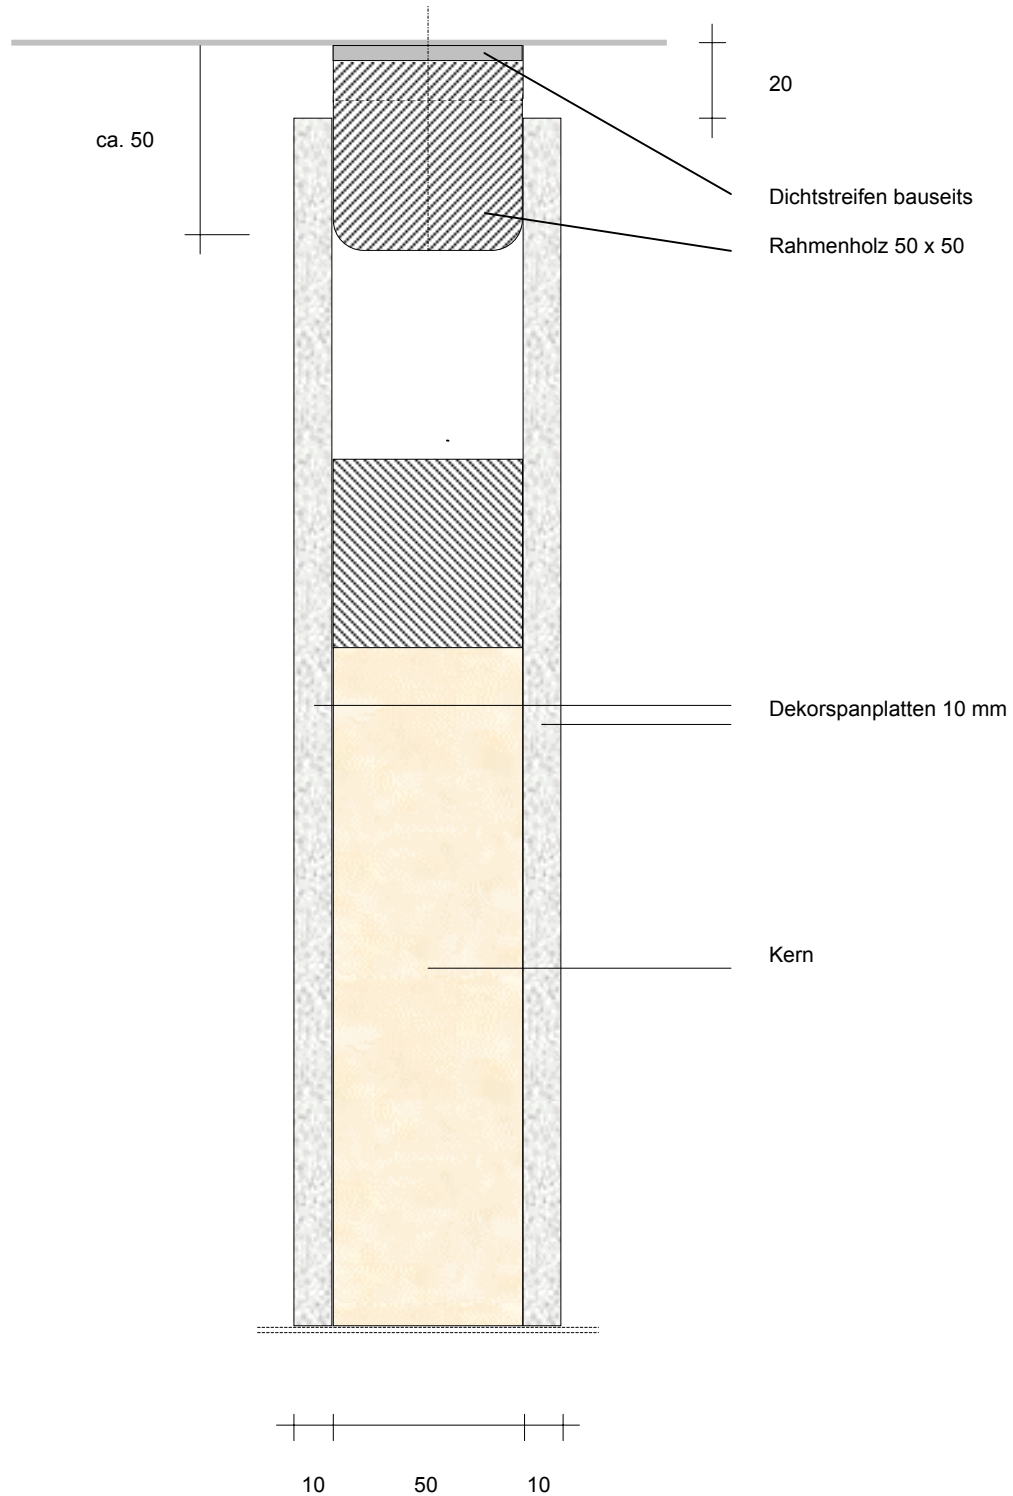 20
ca. 50
Dichtstreifen bauseits
Rahmenholz 50 x 50
Dekorspanplatten 10 mm
Kern
10 50 10